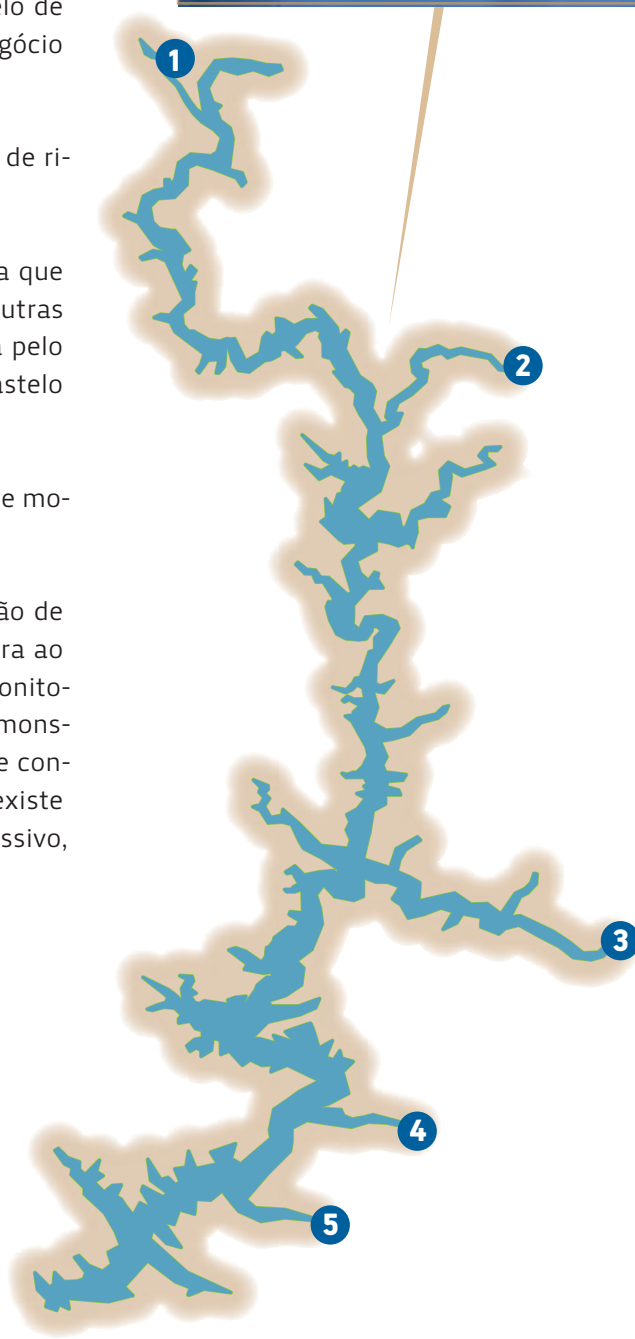 elo de
gócio
de ri-
a que
utras
pelo
astelo
e mo-
ão de
ra ao
onito-
mons-
e con-
existe
ssivo,
1
2
3
4
5